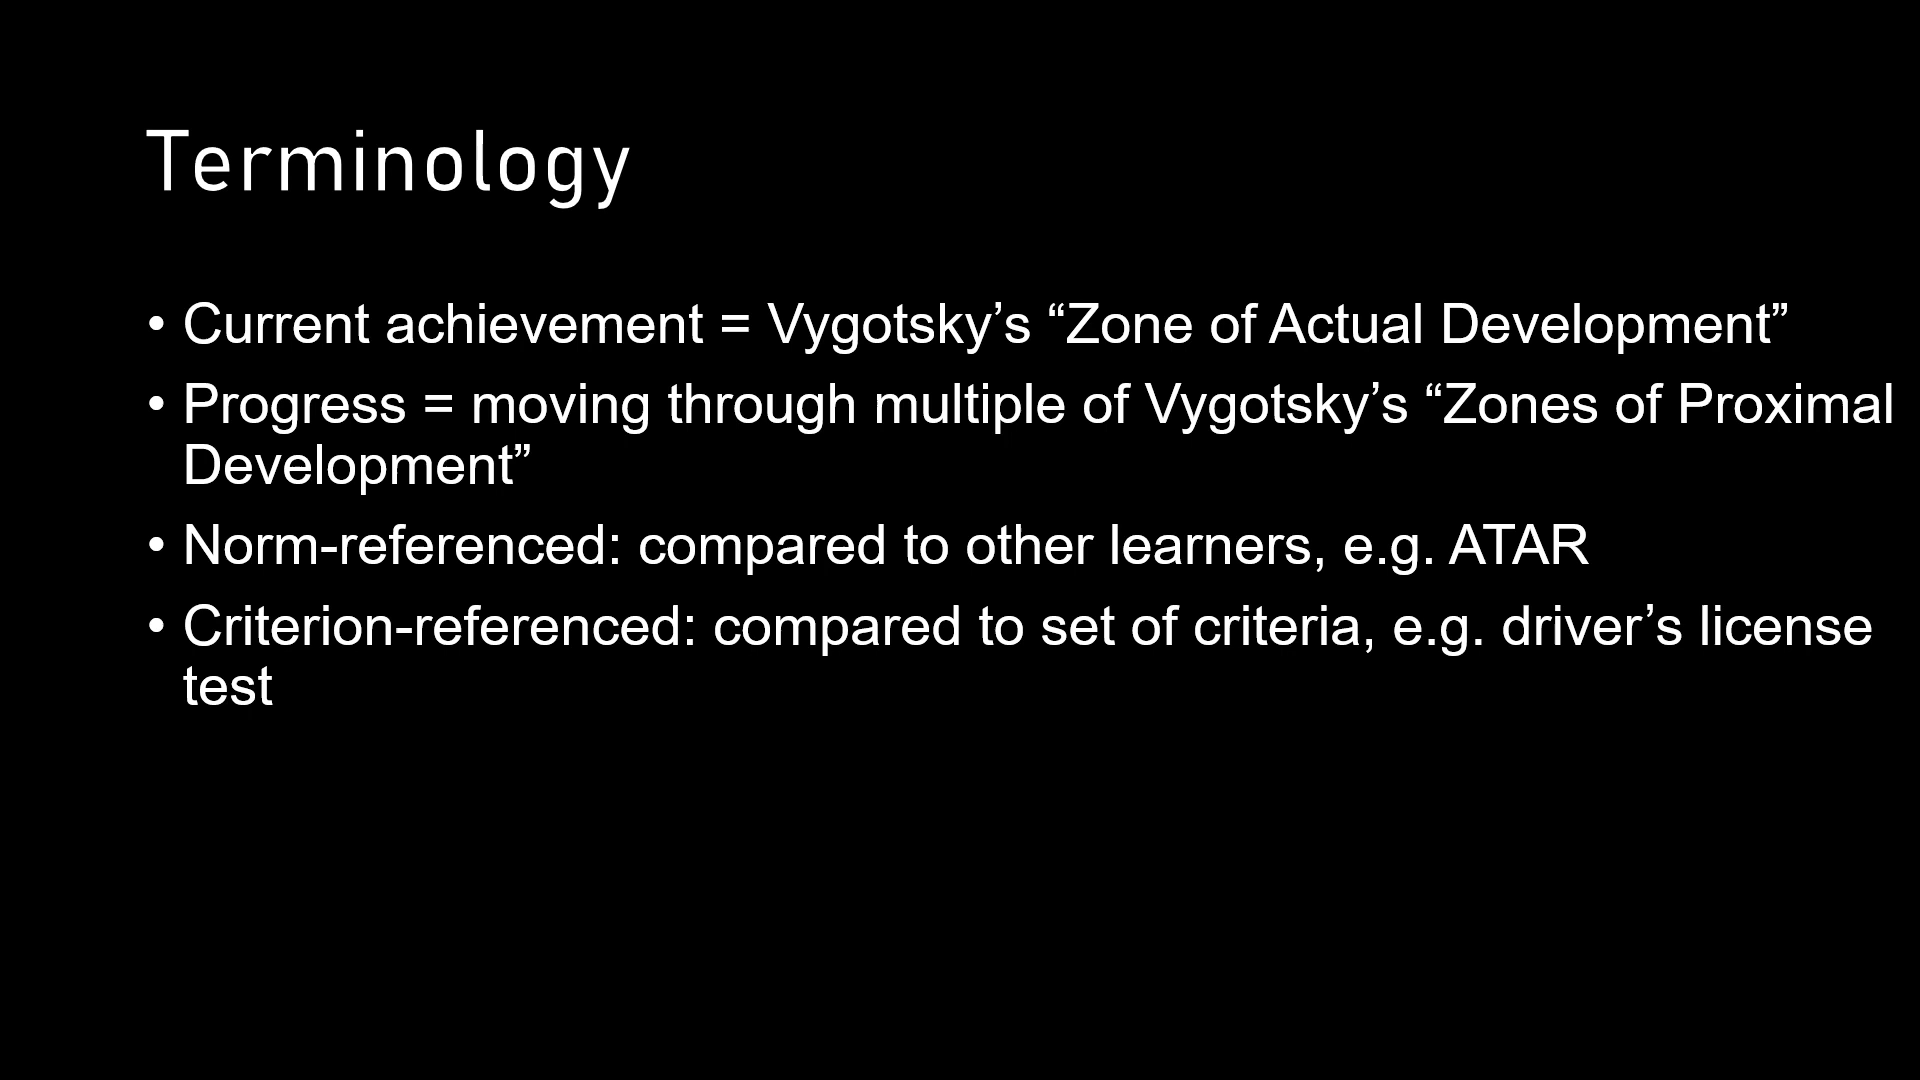 Terminology
• Current achievement = Vygotsky’s “Zone of Actual Development”
• Progress = moving through multiple of Vygotsky’s “Zones of Proximal
Development”
• Norm-referenced: compared to other learners, e.g. ATAR
• Criterion-referenced: compared to set of criteria, e.g. driver’s license
test